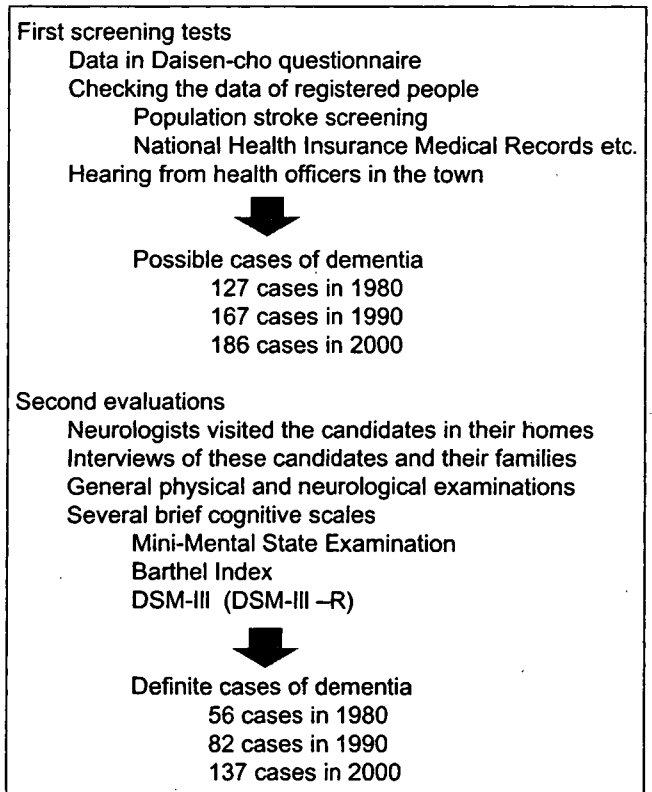 First screening tests
Data in Daisen-cho questionnaire
Checking the data of registered people
Population stroke screening
National Health Insurance Medical Records etc.
Hearing from health officers in the town
Possible cases of dementia
127 cases in 1980
167 cases in 1990
186 cases in 2000
Second evaluations
Neurologists visited the candidates in their homes
Interviews of these candidates and their families
General physical and neurological examinations
Several brief cognitive scales
Mini-Mental State Examination
Barthel Index
DSM-III (DSM-III –R)
Definite cases of dementia
56 cases in 1980
82 cases in 1990
137 cases in 2000